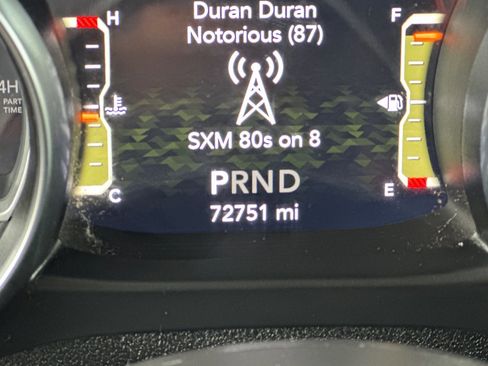 Duran Duran
Notorious (87)
H
F
4H
PART
TIME
SXM 80s on 8
C
E
PRND
72751 mi